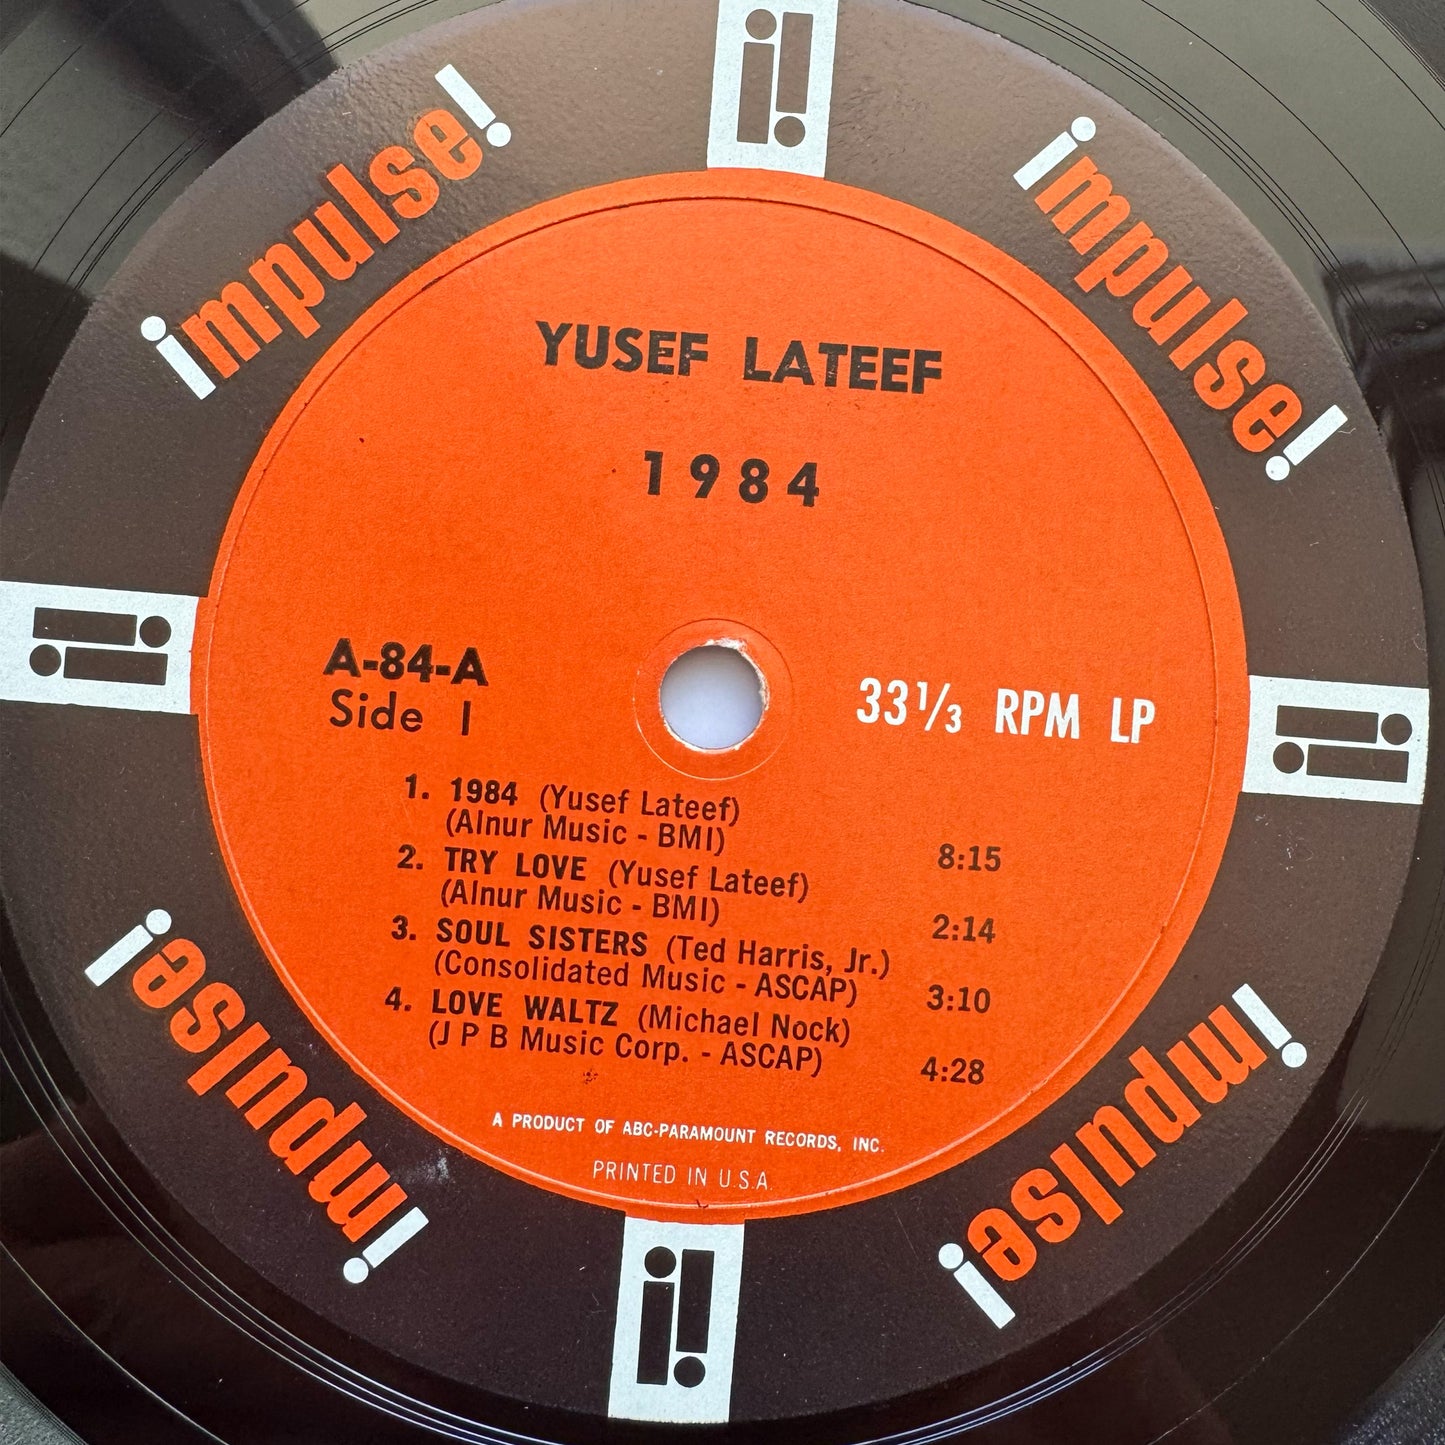 impulse!
impulse!
YUSEF LATEEF
1984
A-84-A
Side 1
33 1/3 RPM LP
1. 1984 (Yusef Lateef)
(Alnur Music - BMI) 8:15
2. TRY LOVE (Yusef Lateef)
(Alnur Music - BMI) 2:14
3. SOUL SISTERS (Ted Harris, Jr.)
(Consolidated Music - ASCAP) 3:10
4. LOVE WALTZ (Michael Nock)
(J P B Music Corp. - ASCAP) 4:28
A PRODUCT OF ABC-PARAMOUNT RECORDS, INC.
PRINTED IN U.S.A.
impulse!
impulse!